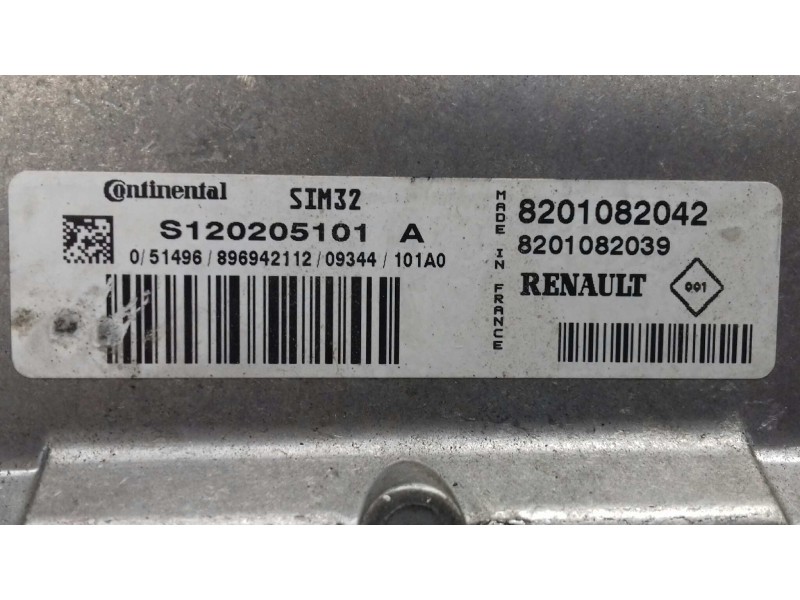 Continental SIM32
S120205101 A
0/51496/896942112/09344/101A0
MADE IN FRANCE
8201082042
8201082039
RENAULT 001